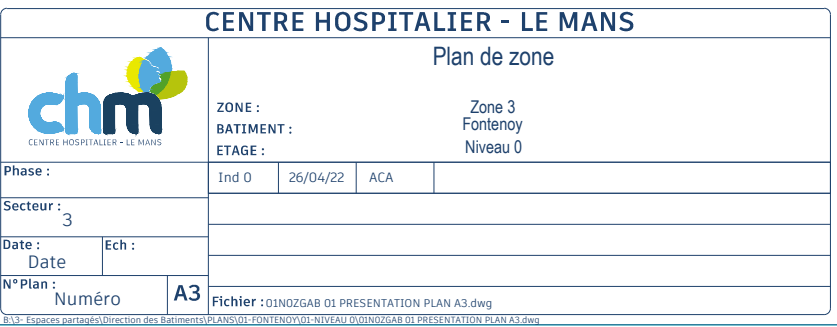 CENTRE HOSPITALIER - LE MANS
chm
CENTRE HOSPITALIER - LE MANS
Plan de zone
ZONE : Zone 3
BATIMENT : Fontenoy
ETAGE : Niveau 0
Phase :
Ind 0 26/04/22 ACA
Secteur :
3
Date : Ech :
Date
N°Plan :
Numéro
A3
Fichier : 01N0ZGAB 01 PRESENTATION PLAN A3.dwg
B:\3- Espaces partagés\Direction des Batiments\PLANS\01-FONTENOY\01-NIVEAU 0\01N0ZGAB 01 PRESENTATION PLAN A3.dwg